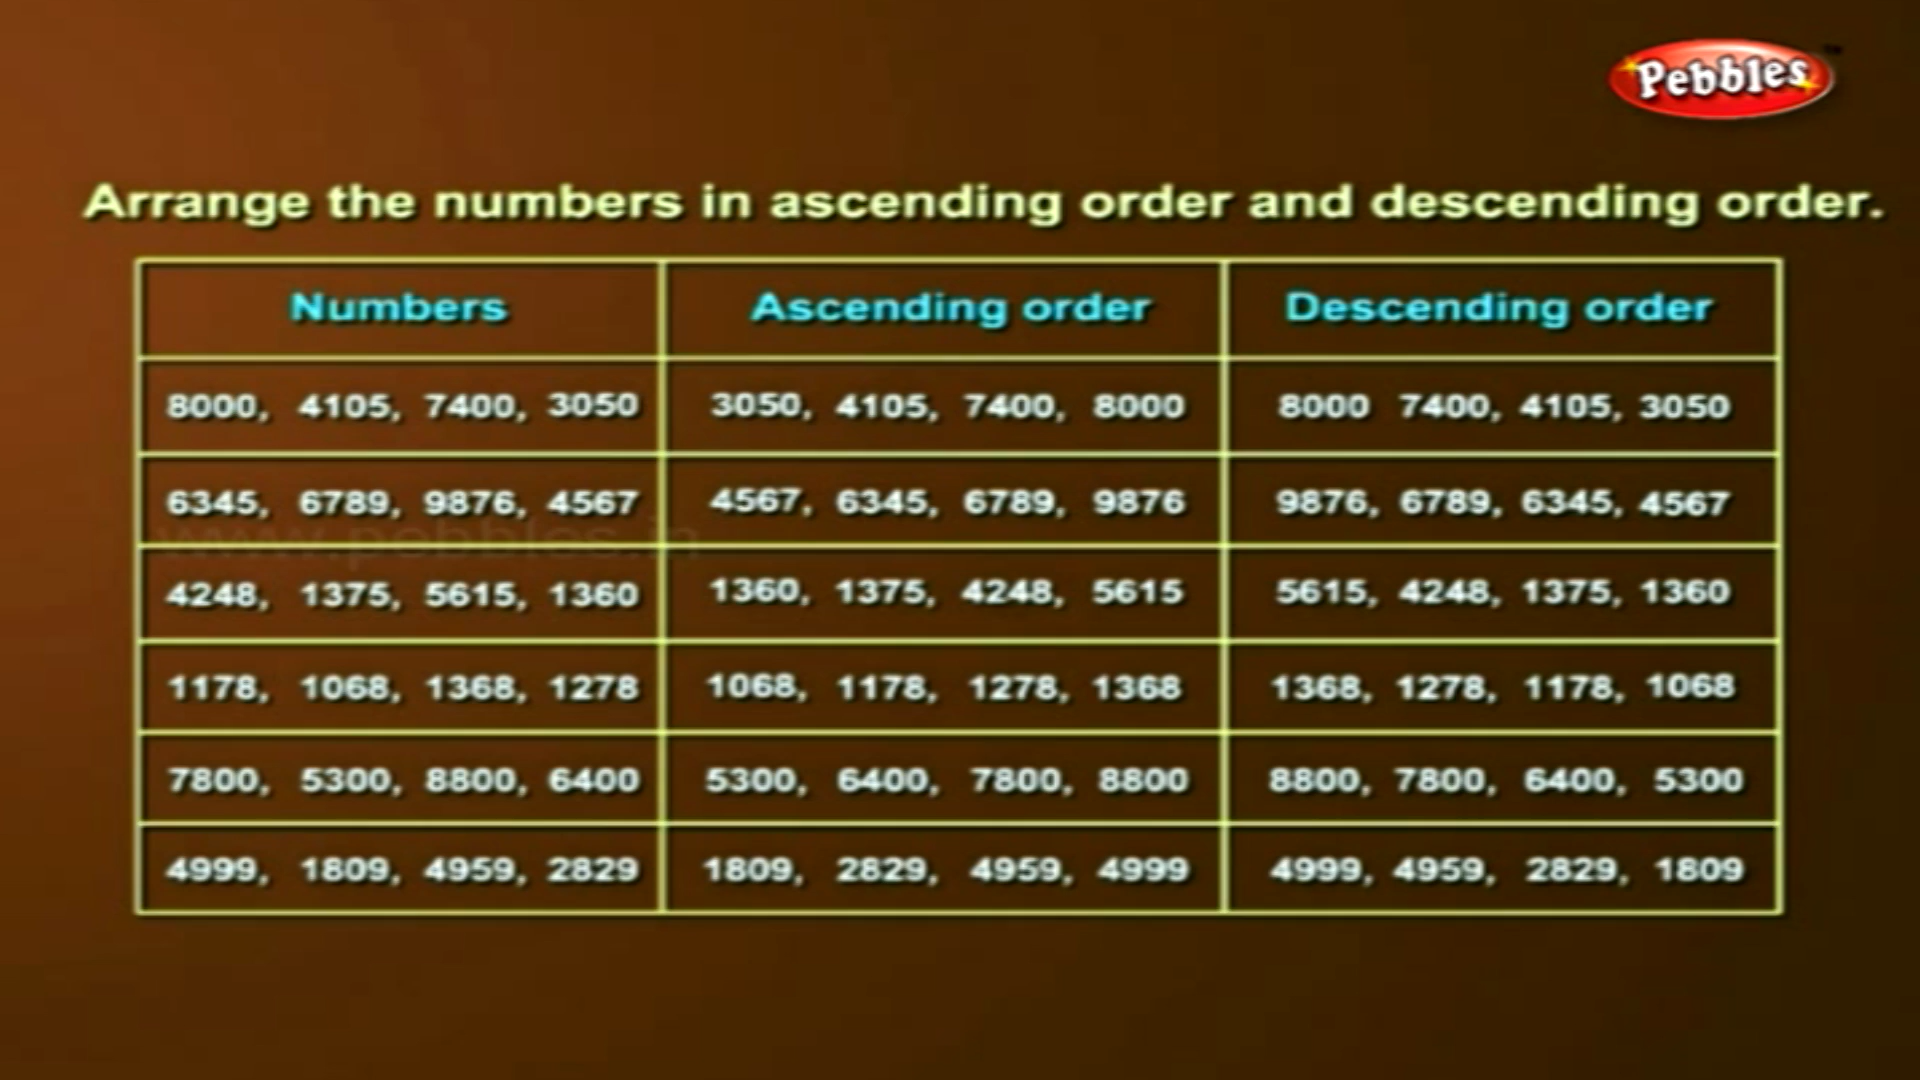 Pebbles
Arrange the numbers in ascending order and descending order.
Numbers Ascending order Descending order
8000, 4105, 7400, 3050 3050, 4105, 7400, 8000 8000 7400, 4105, 3050
6345, 6789, 9876, 4567 4567, 6345, 6789, 9876 9876, 6789, 6345, 4567
www.pebbles.in
4248, 1375, 5615, 1360 1360, 1375, 4248, 5615 5615, 4248, 1375, 1360
1178, 1068, 1368, 1278 1068, 1178, 1278, 1368 1368, 1278, 1178, 1068
7800, 5300, 8800, 6400 5300, 6400, 7800, 8800 8800, 7800, 6400, 5300
4999, 1809, 4959, 2829 1809, 2829, 4959, 4999 4999, 4959, 2829, 1809